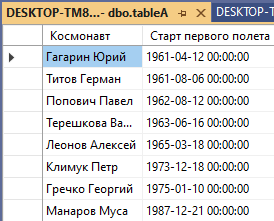 DESKTOP-TM8...- dbo.tableA DESKTOP-T
Космонавт Старт первого полета
Гагарин Юрий 1961-04-12 00:00:00
Титов Герман 1961-08-06 00:00:00
Попович Павел 1962-08-12 00:00:00
Терешкова Ва... 1963-06-16 00:00:00
Леонов Алексей 1965-03-18 00:00:00
Климук Петр 1973-12-18 00:00:00
Гречко Георгий 1975-01-10 00:00:00
Манаров Муса 1987-12-21 00:00:00